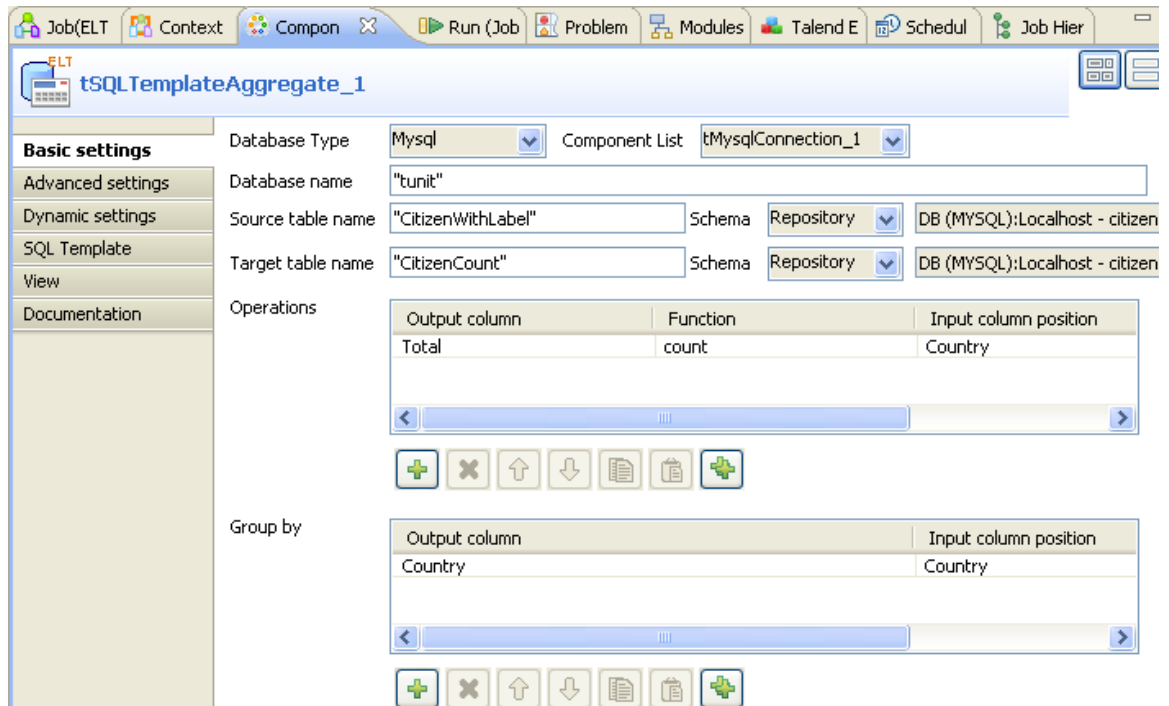 Job(ELT Context Compon Run (Job Problem Modules Talend E Schedul Job Hier
ELT
tSQLTemplateAggregate_1
Basic settings
Advanced settings
Dynamic settings
SQL Template
View
Documentation
Database Type Mysql Component List tMysqlConnection_1
Database name "tunit"
Source table name "CitizenWithLabel" Schema Repository DB (MYSQL):Localhost - citizen
Target table name "CitizenCount" Schema Repository DB (MYSQL):Localhost - citizen
Operations
Output column Function Input column position
Total count Country
Group by
Output column Input column position
Country Country